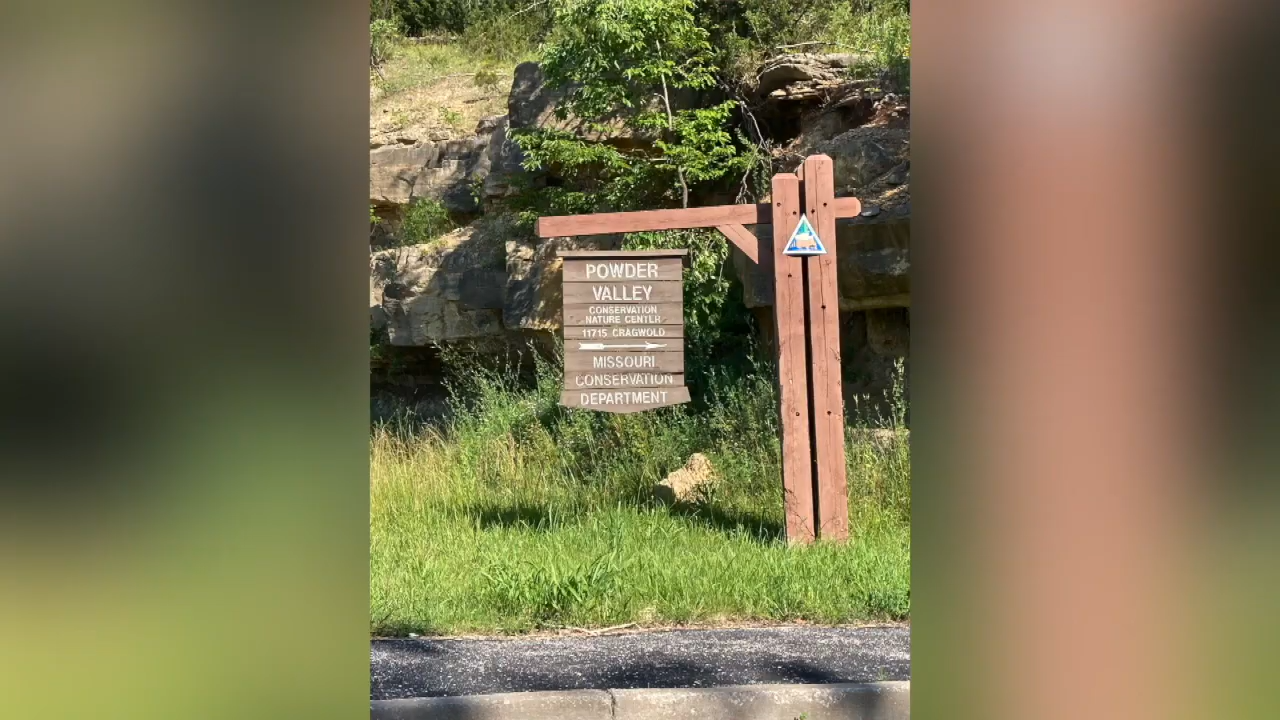 POWDER
VALLEY
CONSERVATION
NATURE CENTER
11715 CRAGWOLD
MISSOURI
CONSERVATION
DEPARTMENT